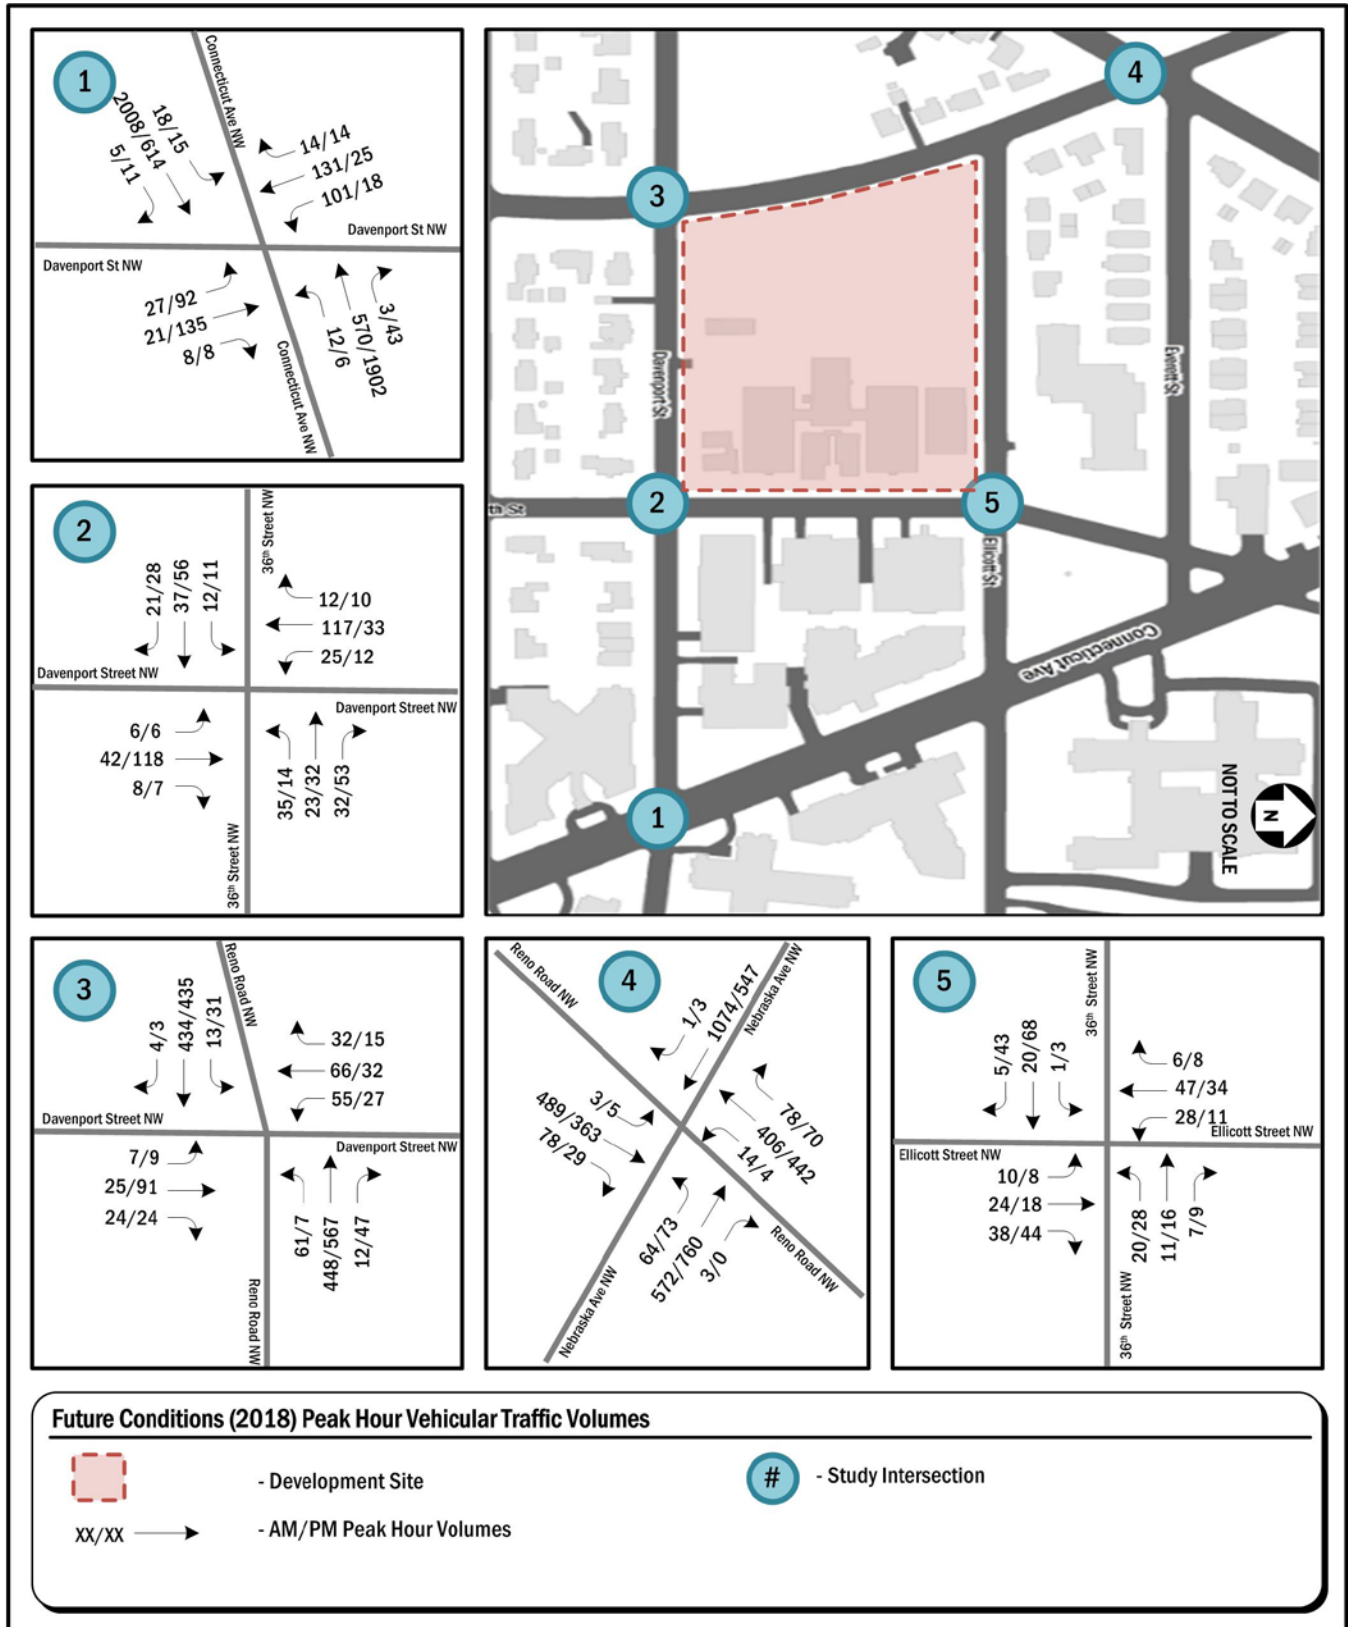 1
Connecticut Ave NW
18/15
2008/614
5/11
14/14
131/25
101/18
Davenport St NW
Davenport St NW
27/92
21/135
8/8
12/6
570/1902
3/43
Connecticut Ave NW
2
36th Street NW
21/28
37/56
12/11
12/10
117/33
25/12
Davenport Street NW
Davenport Street NW
6/6
42/118
8/7
35/14
23/32
32/53
36th Street NW
4
3
Davenport St
Everett St
th St
2
5
Ellicott St
Connecticut Ave
1
NOT TO SCALE
N
3
Reno Road NW
4/3
434/435
13/31
32/15
66/32
55/27
Davenport Street NW
Davenport Street NW
7/9
25/91
24/24
61/7
448/567
12/47
Reno Road NW
4
Reno Road NW
Nebraska Ave NW
1/3
1074/547
3/5
489/363
78/29
78/70
406/442
14/4
64/73
572/760
3/0
Nebraska Ave NW
Reno Road NW
5
36th Street NW
5/43
20/68
1/3
6/8
47/34
28/11
Ellicott Street NW
Ellicott Street NW
10/8
24/18
38/44
20/28
11/16
7/9
36th Street NW
Future Conditions (2018) Peak Hour Vehicular Traffic Volumes
- Development Site
# - Study Intersection
XX/XX - AM/PM Peak Hour Volumes